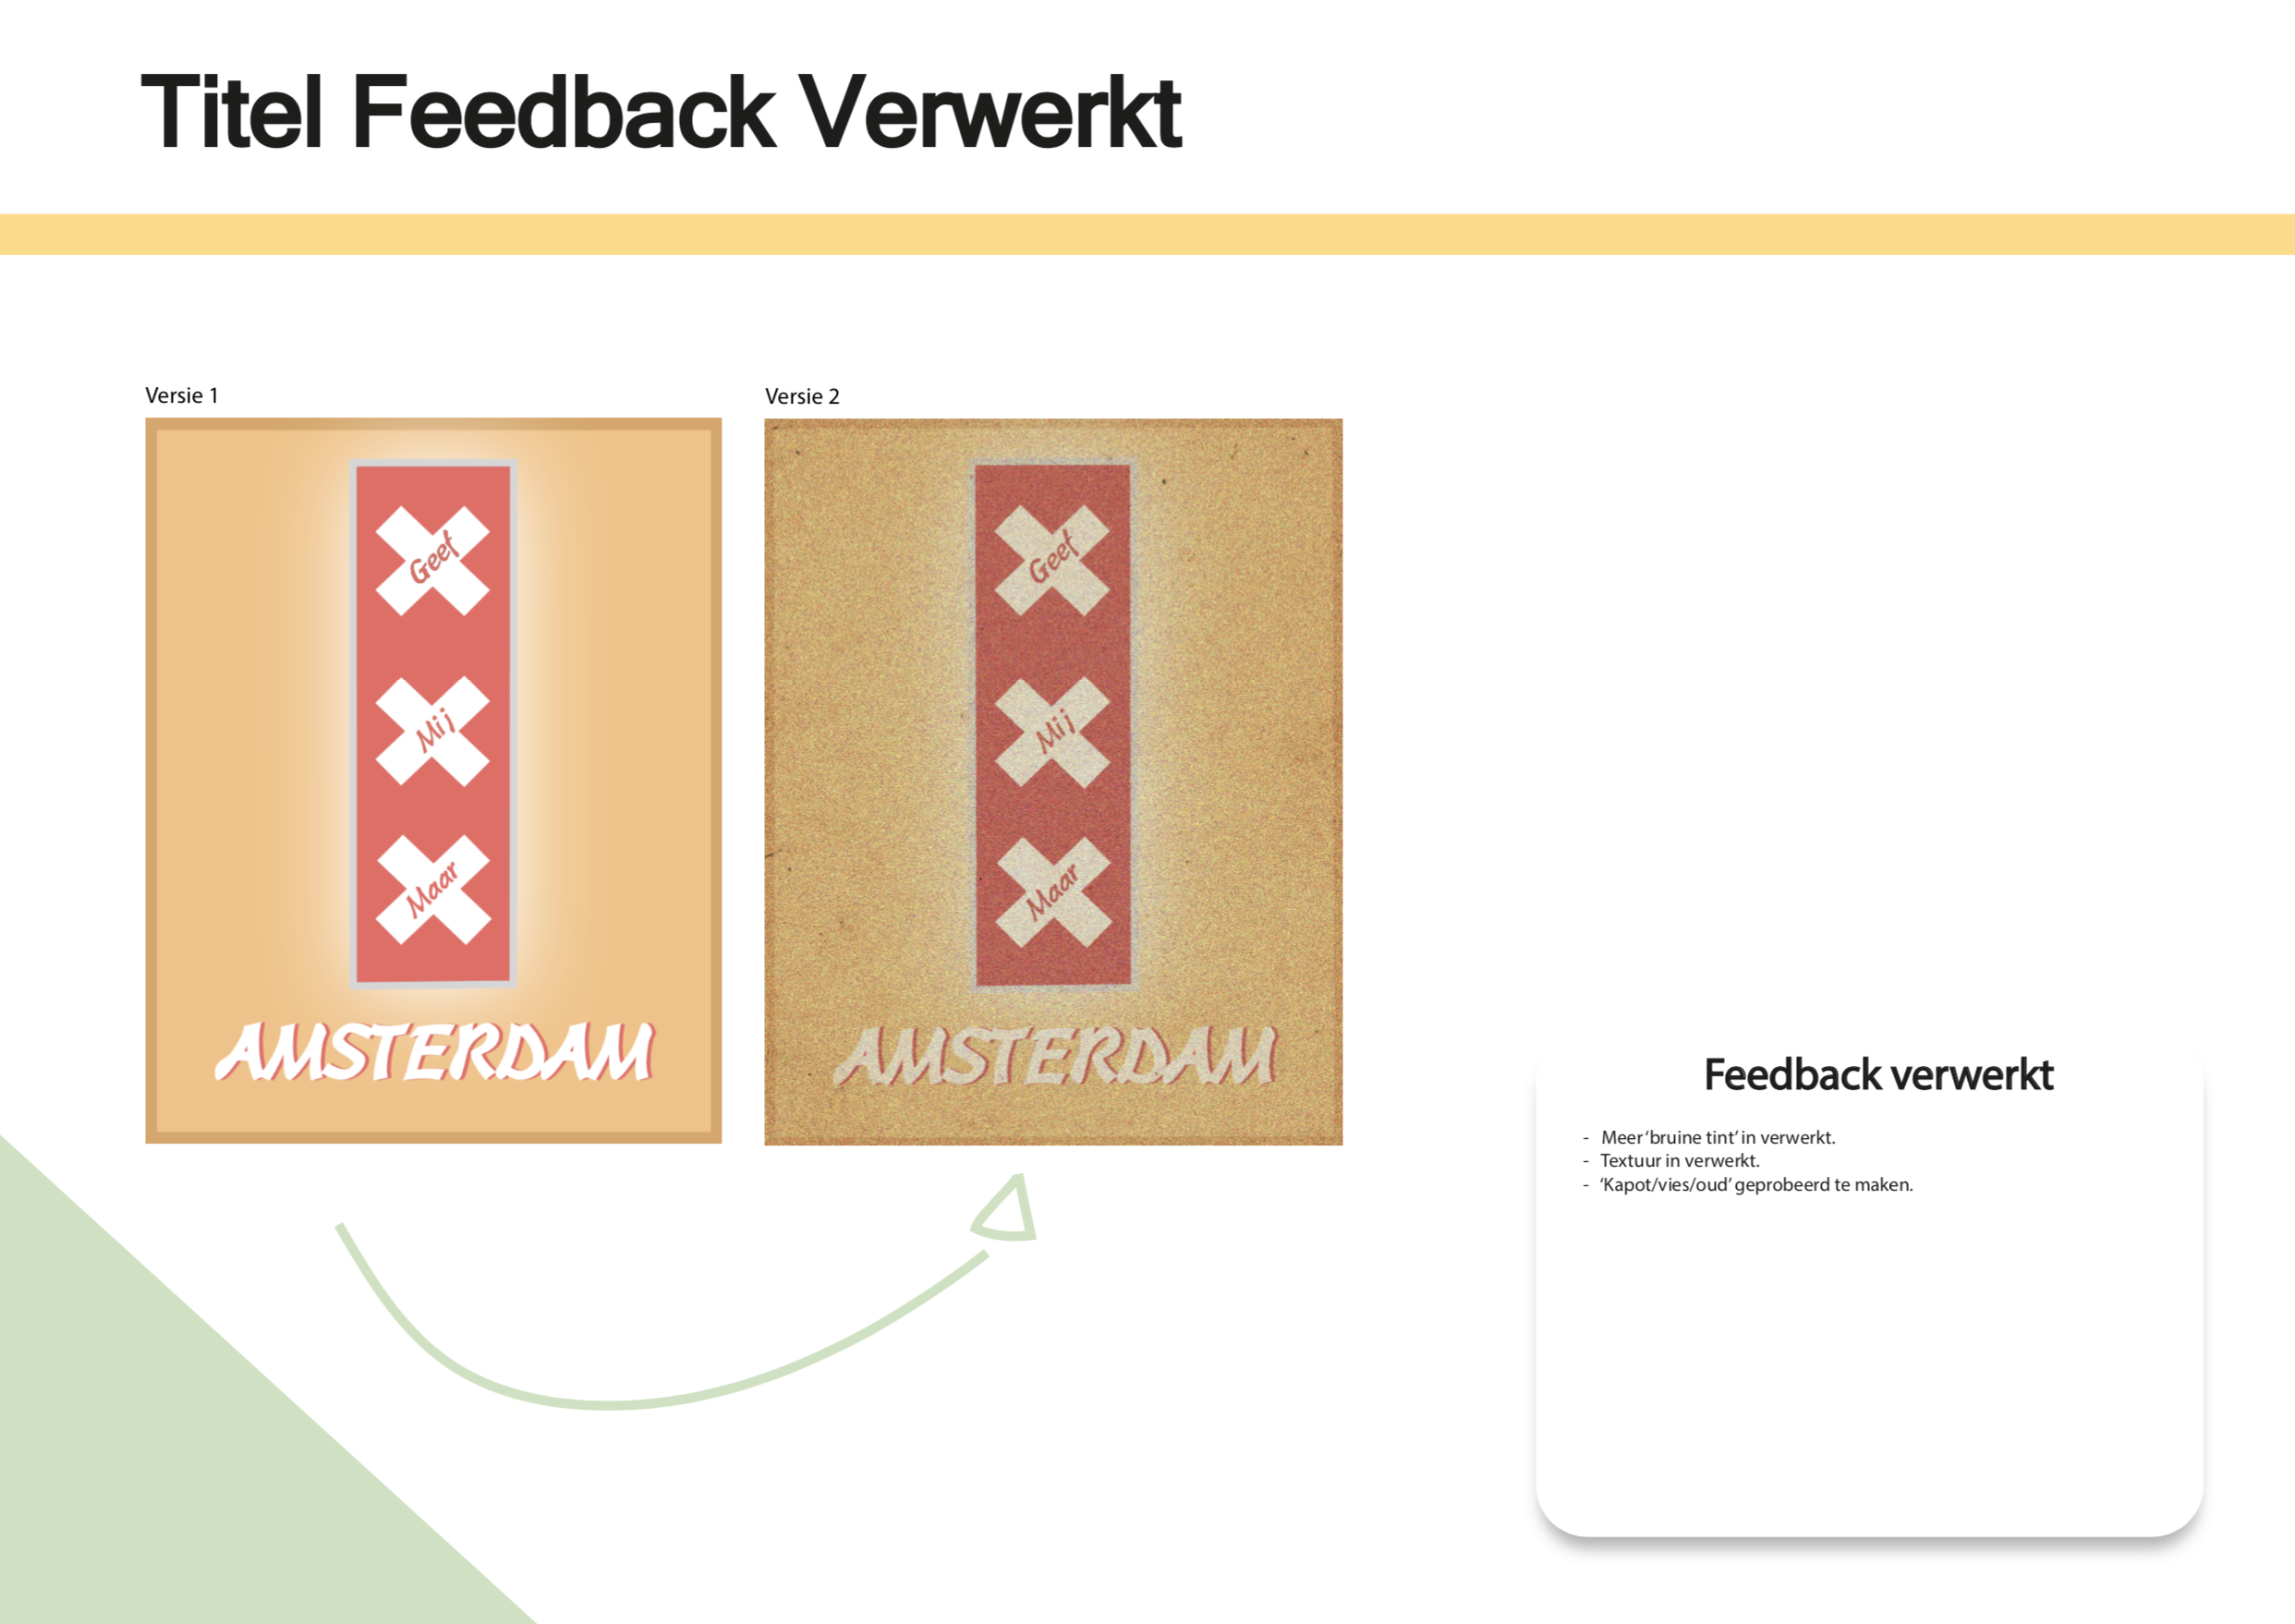 Titel Feedback Verwerkt
Versie 1
Geef
Mij
Maar
AMSTERDAM
Versie 2
Geef
Mij
Maar
AMSTERDAM
Feedback verwerkt
- Meer ‘bruine tint’ in verwerkt.
- Textuur in verwerkt.
- ‘Kapot/vies/oud’ geprobeerd te maken.